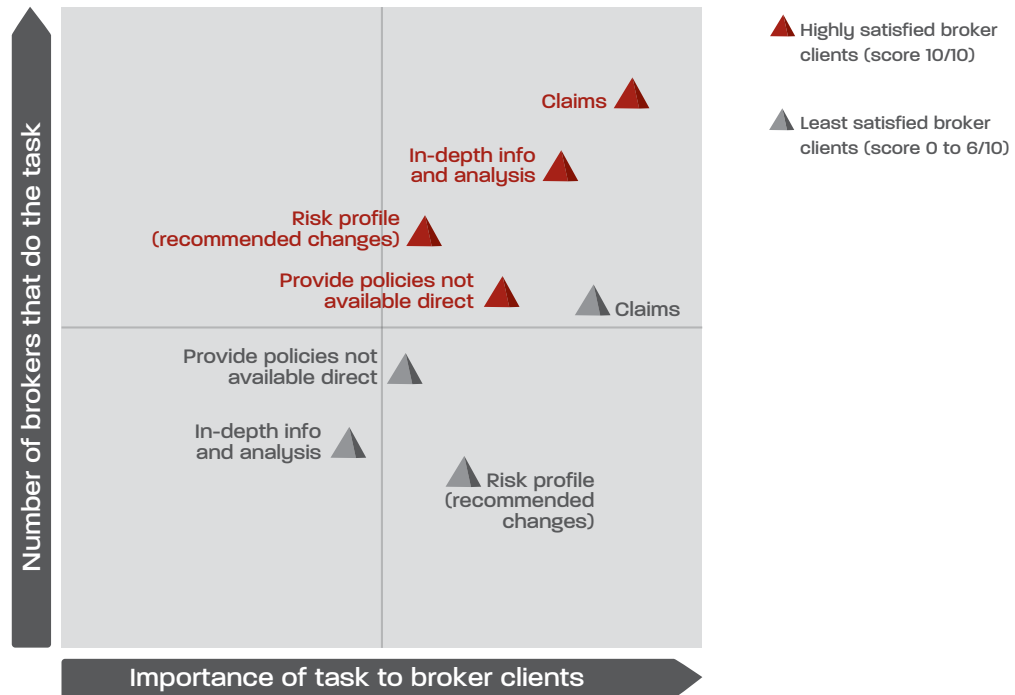 Number of brokers that do the task
Claims
In-depth info
and analysis
Risk profile
(recommended changes)
Provide policies not
available direct
Claims
Provide policies not
available direct
In-depth info
and analysis
Risk profile
(recommended
changes)
Importance of task to broker clients
Highly satisfied broker
clients (score 10/10)
Least satisfied broker
clients (score 0 to 6/10)